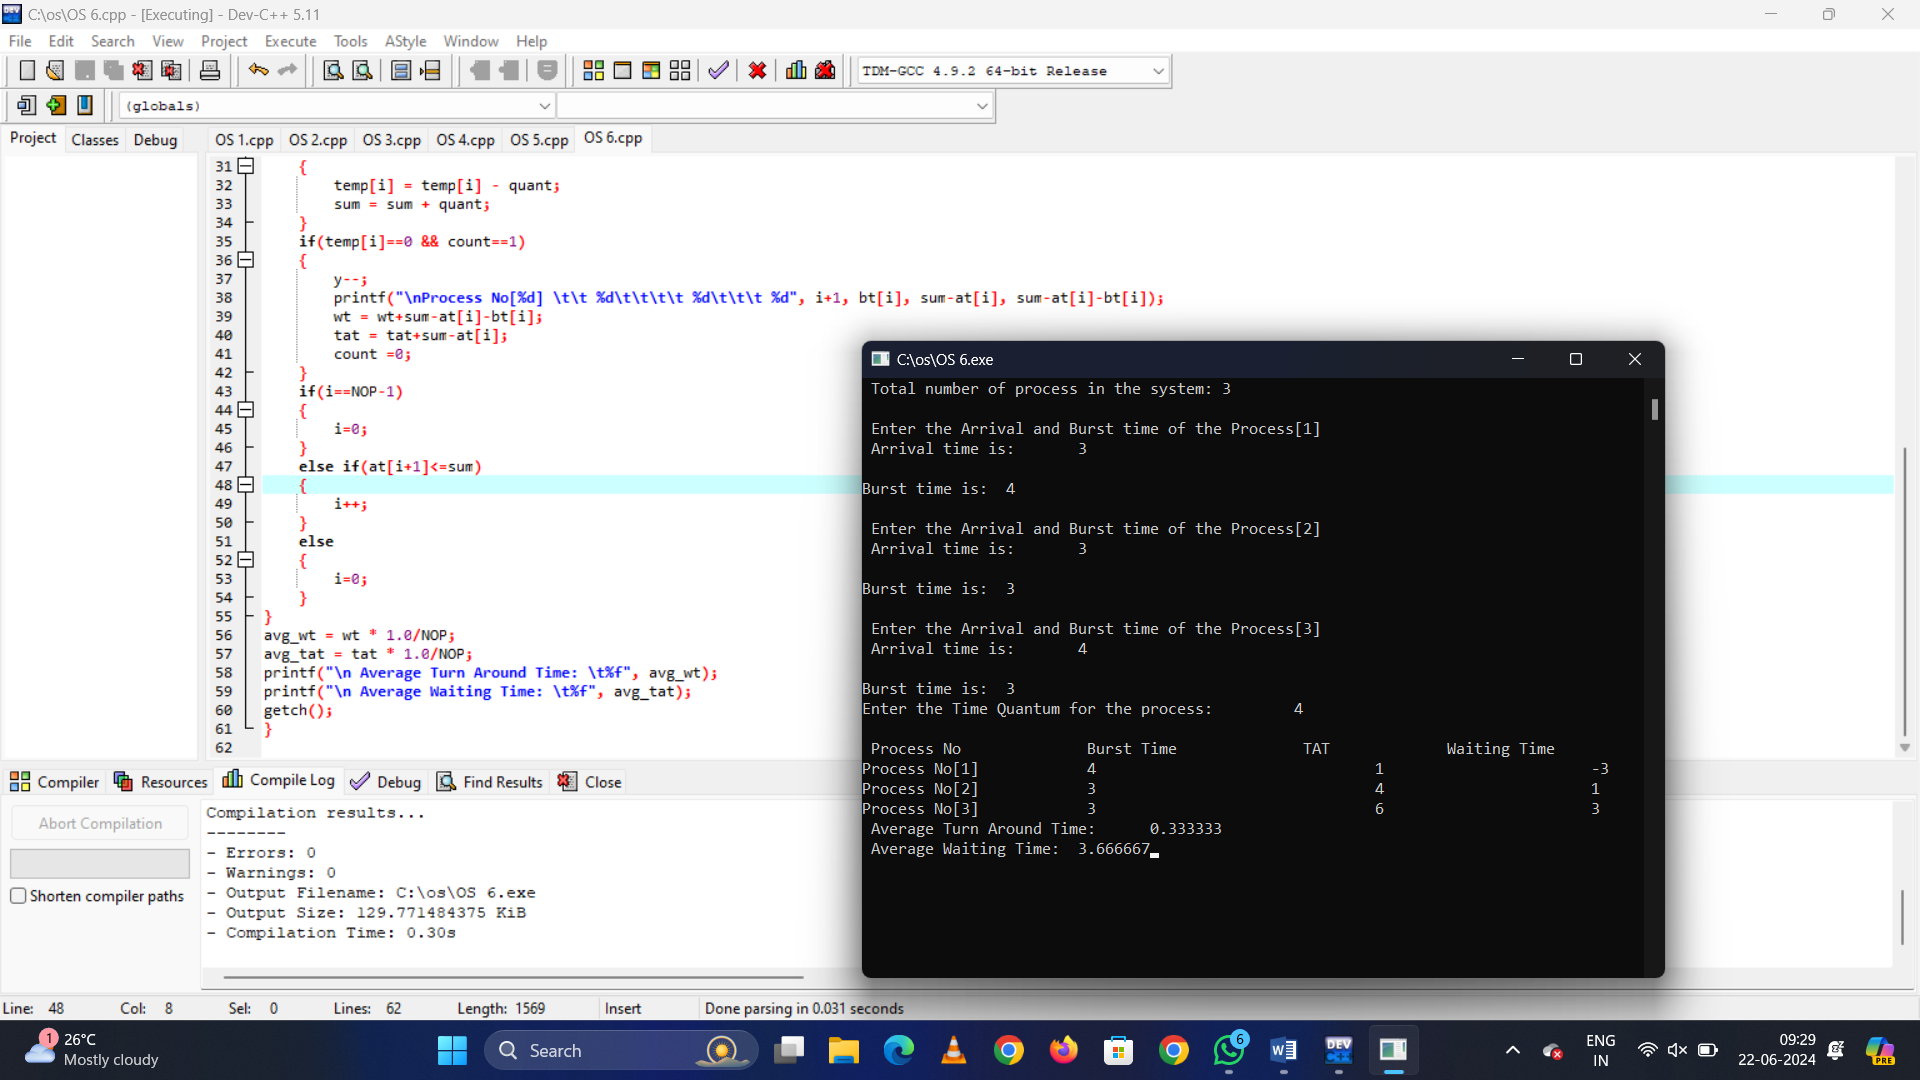 C:\os\OS 6.cpp - [Executing] - Dev-C++ 5.11
File Edit Search View Project Execute Tools AStyle Window Help
TDM-GCC 4.9.2 64-bit Release
(globals)
Project Classes Debug
OS 1.cpp OS 2.cpp OS 3.cpp OS 4.cpp OS 5.cpp OS 6.cpp
31 {
32 temp[i] = temp[i] - quant;
33 sum = sum + quant;
34 }
35 if(temp[i]==0 && count==1)
36 {
37 y--;
38 printf("\nProcess No[%d] \t\t %d\t\t\t\t %d\t\t\t %d", i+1, bt[i], sum-at[i], sum-at[i]-bt[i]);
39 wt = wt+sum-at[i]-bt[i];
40 tat = tat+sum-at[i];
41 count =0;
42 }
43 if(i==NOP-1)
44 {
45 i=0;
46 }
47 else if(at[i+1]<=sum)
48 {
49 i++;
50 }
51 else
52 {
53 i=0;
54 }
55 }
56 avg_wt = wt * 1.0/NOP;
57 avg_tat = tat * 1.0/NOP;
58 printf("\n Average Turn Around Time: \t%f", avg_wt);
59 printf("\n Average Waiting Time: \t%f", avg_tat);
60 getch();
61 }
62
C:\os\OS 6.exe
Total number of process in the system: 3
Enter the Arrival and Burst time of the Process[1]
Arrival time is: 3
Burst time is: 4
Enter the Arrival and Burst time of the Process[2]
Arrival time is: 3
Burst time is: 3
Enter the Arrival and Burst time of the Process[3]
Arrival time is: 4
Burst time is: 3
Enter the Time Quantum for the process: 4
Process No Burst Time TAT Waiting Time
Process No[1] 4 1 -3
Process No[2] 3 4 1
Process No[3] 3 6 3
Average Turn Around Time: 0.333333
Average Waiting Time: 3.666667
Compiler Resources Compile Log Debug Find Results Close
Abort Compilation
Shorten compiler paths
Compilation results...
--------
- Errors: 0
- Warnings: 0
- Output Filename: C:\os\OS 6.exe
- Output Size: 129.771484375 KiB
- Compilation Time: 0.30s
Line: 48 Col: 8 Sel: 0 Lines: 62 Length: 1569 Insert Done parsing in 0.031 seconds
1
26°C
Mostly cloudy
Search
6
DEV
PRE
ENG
IN
09:29
22-06-2024